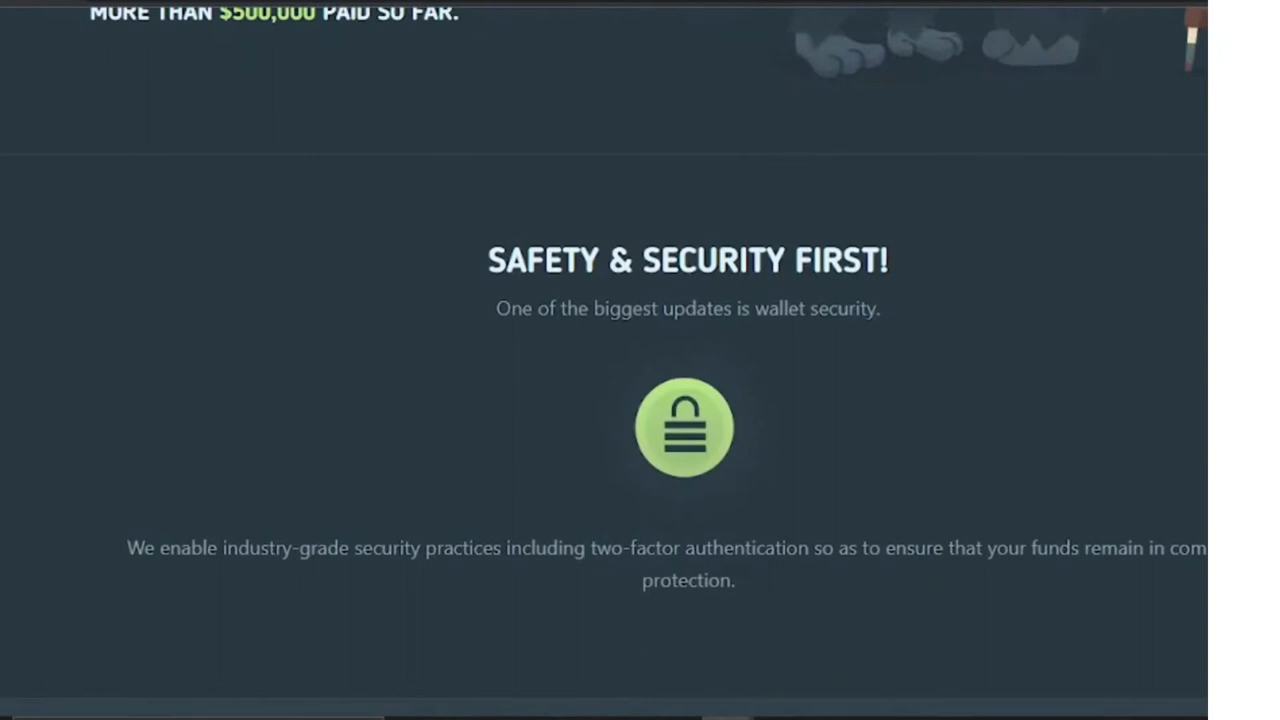 MORE THAN $500,000 PAID SO FAR.
SAFETY & SECURITY FIRST!
One of the biggest updates is wallet security.
We enable industry-grade security practices including two-factor authentication so as to ensure that your funds remain in com
protection.